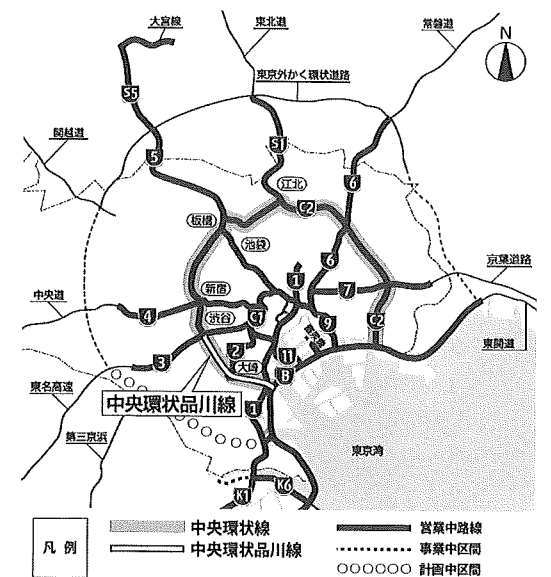 大宮線
東北道
常磐道
N
東京外かく環状道路
S5
S1
関越道
5
6
江北
C2
板橋
池袋
6
1
7
京葉道路
新宿
中央道
4
渋谷
C1
9
C2
3
2
11
大崎
B
東関道
東名高速
中央環状品川線
1
第三京浜
東京湾
K1
K6
凡例
中央環状線
中央環状品川線
営業中路線
事業中区間
計画中区間